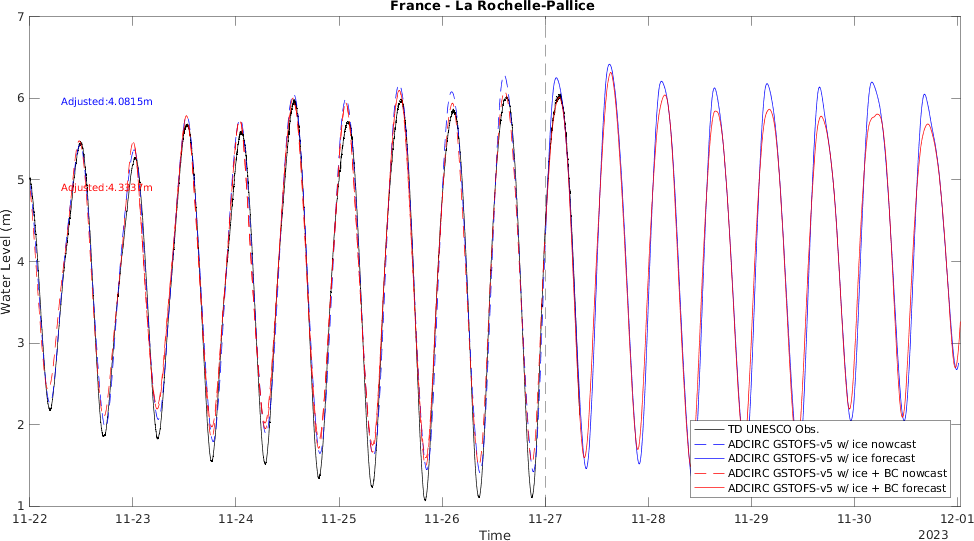 France - La Rochelle-Pallice
7
6
5
4
3
2
1
Water Level (m)
Adjusted:4.0815m
Adjusted:4.3237m
TD UNESCO Obs.
ADCIRC GSTOFS-v5 w/ ice nowcast
ADCIRC GSTOFS-v5 w/ ice forecast
ADCIRC GSTOFS-v5 w/ ice + BC nowcast
ADCIRC GSTOFS-v5 w/ ice + BC forecast
11-22 11-23 11-24 11-25 11-26 11-27 11-28 11-29 11-30 12-01
Time
2023